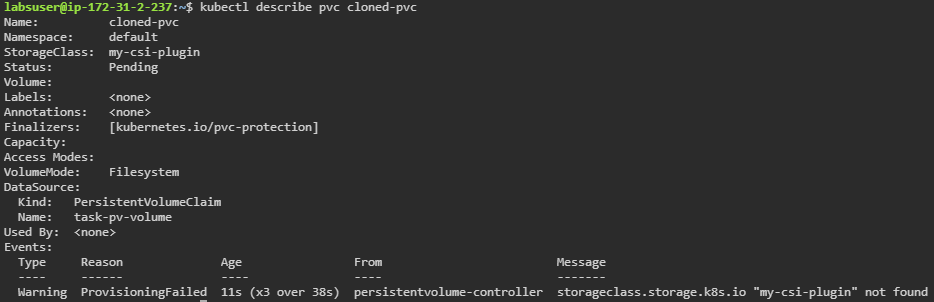 labsuser@ip-172-31-2-237:~$ kubectl describe pvc cloned-pvc
Name:          cloned-pvc
Namespace:     default
StorageClass:  my-csi-plugin
Status:        Pending
Volume:
Labels:        <none>
Annotations:   <none>
Finalizers:    [kubernetes.io/pvc-protection]
Capacity:
Access Modes:
VolumeMode:    Filesystem
DataSource:
  Kind:   PersistentVolumeClaim
  Name:   task-pv-volume
Used By:  <none>
Events:
  Type     Reason              Age                From                         Message
  ----     ------              ----               ----                         -------
  Warning  ProvisioningFailed  11s (x3 over 38s)  persistentvolume-controller  storageclass.storage.k8s.io "my-csi-plugin" not found